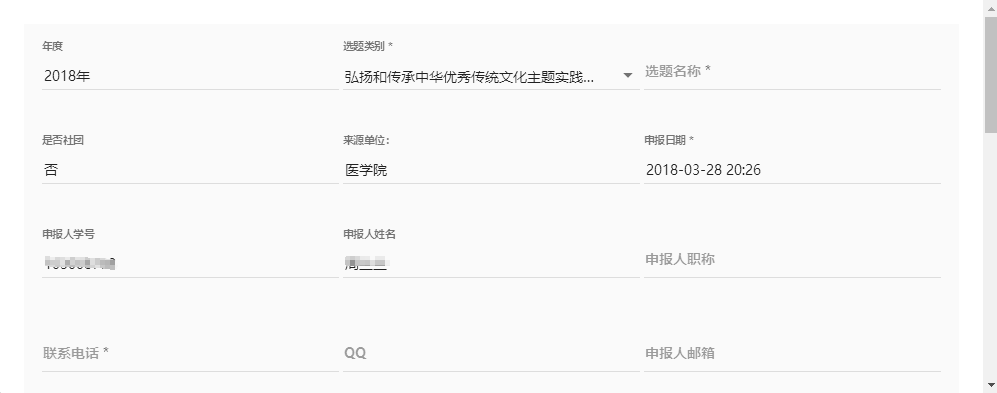 年度 选题类别 *
2018年 弘扬和传承中华优秀传统文化主题实践... 选题名称 *
是否社团 来源单位: 申报日期 *
否 医学院 2018-03-28 20:26
申报人学号 申报人姓名
申报人职称
联系电话 * QQ 申报人邮箱